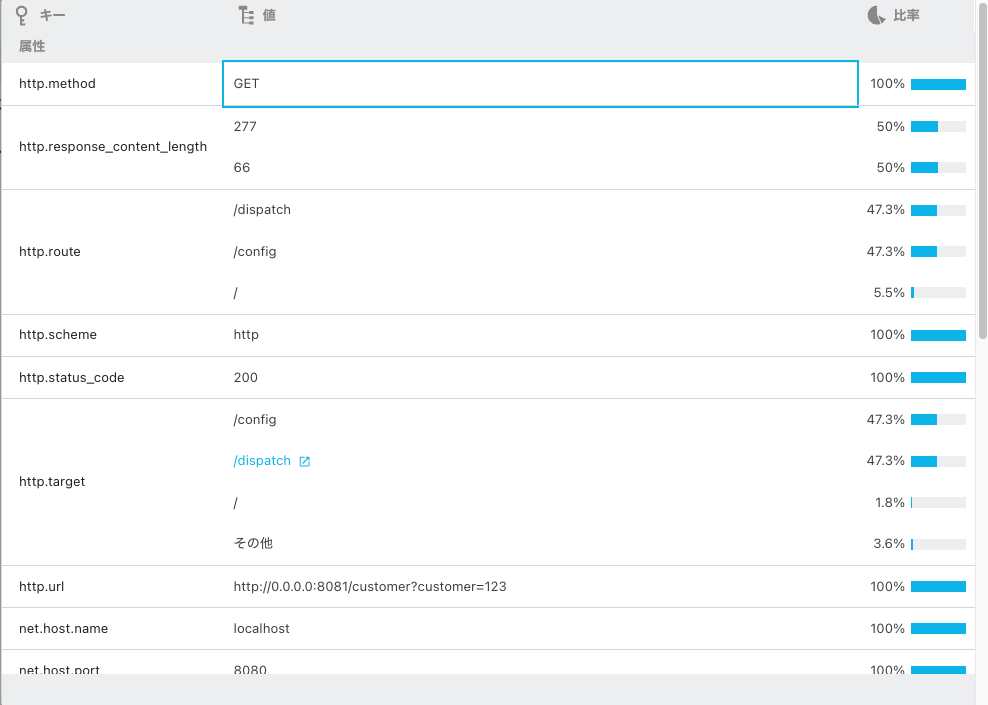 キー 値 比率
属性
http.method GET 100%
277 50%
http.response_content_length
66 50%
/dispatch 47.3%
http.route /config 47.3%
/ 5.5%
http.scheme http 100%
http.status_code 200 100%
/config 47.3%
/dispatch 47.3%
http.target
/ 1.8%
その他 3.6%
http.url http://0.0.0.0:8081/customer?customer=123 100%
net.host.name localhost 100%
net.host.port 8080 100%